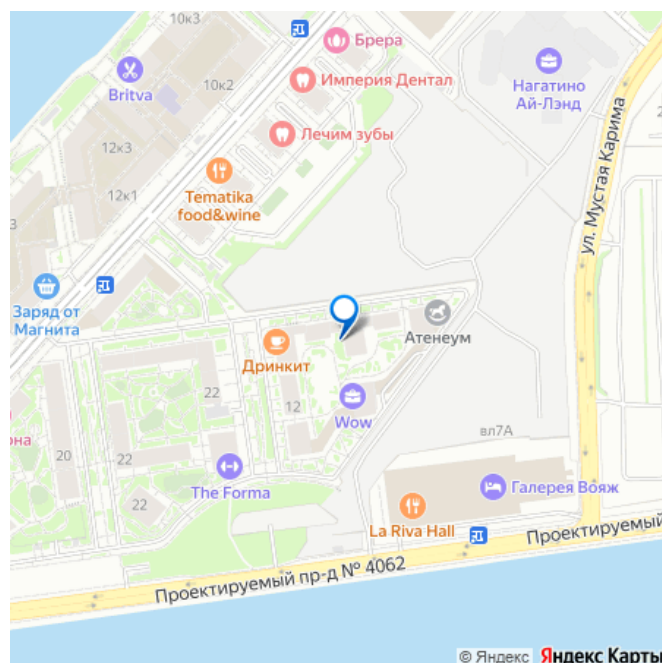 10к3
Брера
Britva
10к2
Империя Дентал
Нагатино
Ай-Лэнд
Лечим зубы
12к3
12к1
Tematika
food&wine
ул. Мустая Карима
Заряд от
Магнита
Атенеум
Дринкит
22
12
Wow
20
22
вл7А
The Forma
22
Галерея Вояж
La Riva Hall
Проектируемый
Проектируемый пр-д № 4062
© Яндекс Яндекс Карты